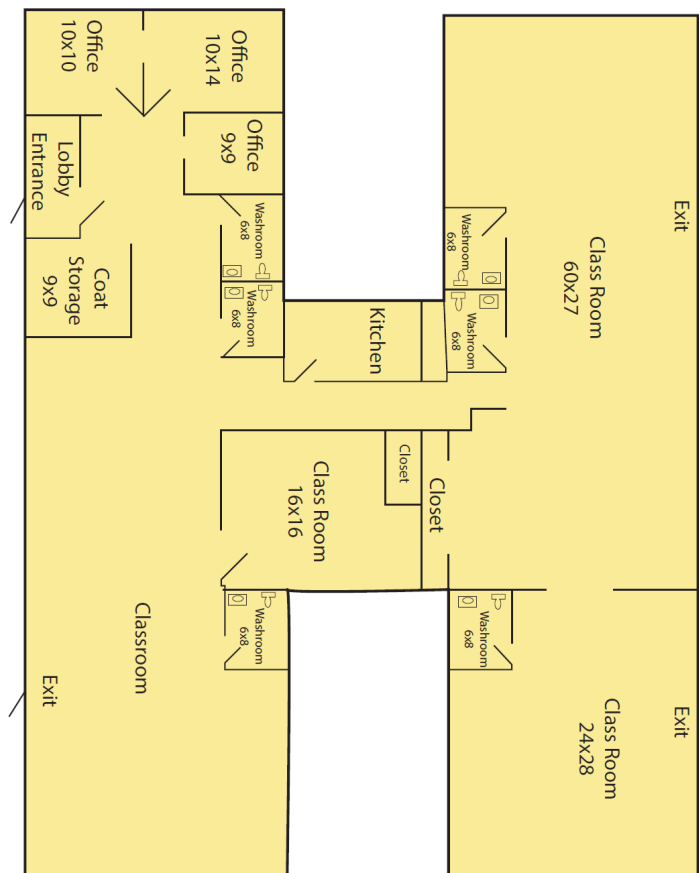 Office
10x10
Office
10x14
Office
9x9
Lobby
Entrance
Washroom
6x8
Coat
Storage
9x9
Washroom
6x8
Kitchen
Washroom
6x8
Washroom
6x8
Exit
Class Room
60x27
Class Room
16x16
Closet
Closet
Classroom
Exit
Washroom
6x8
Washroom
6x8
Class Room
24x28
Exit